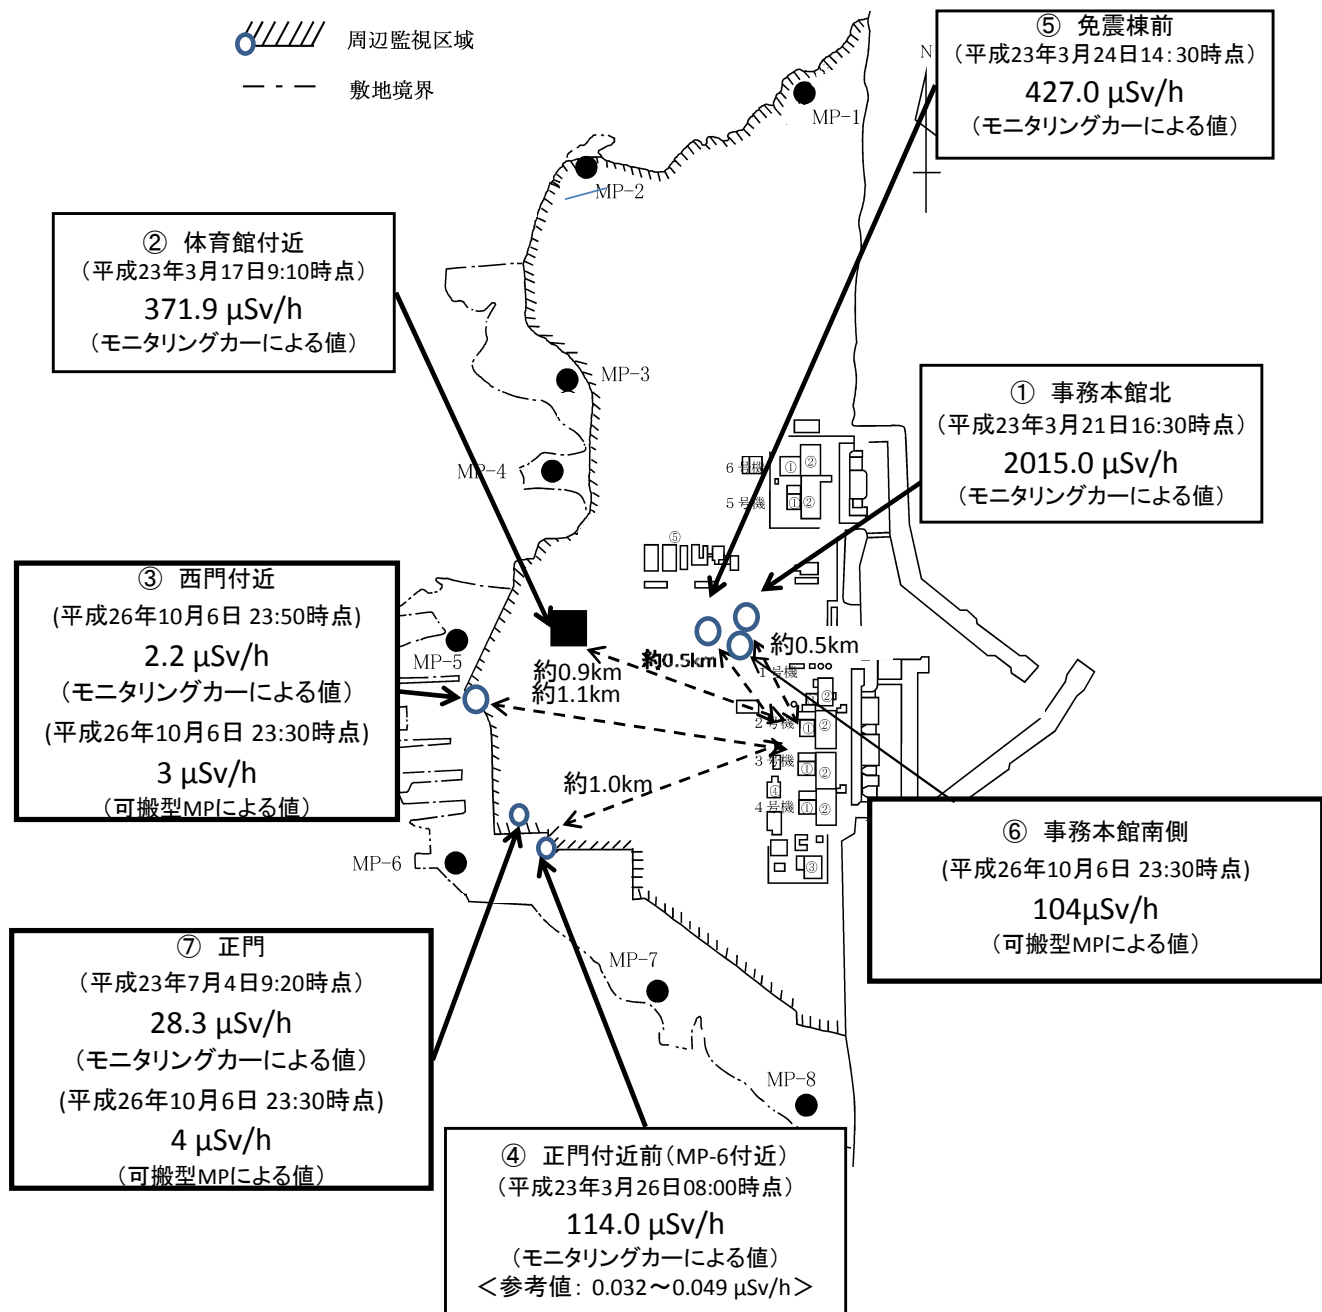 周辺監視区域
敷地境界
⑤ 免震棟前
（平成23年3月24日14:30時点）
427.0 μSv/h
（モニタリングカーによる値）
N
MP-1
MP-2
② 体育館付近
（平成23年3月17日9:10時点）
371.9 μSv/h
（モニタリングカーによる値）
MP-3
① 事務本館北
（平成23年3月21日16:30時点）
2015.0 μSv/h
（モニタリングカーによる値）
MP-4
6号機
① ②
5号機
① ②
⑤
③ 西門付近
(平成26年10月6日 23:50時点)
2.2 μSv/h
（モニタリングカーによる値）
(平成26年10月6日 23:30時点)
3 μSv/h
（可搬型MPによる値）
MP-5
約0.9km
約1.1km
約0.5km
約0.5km
1号機
②
2号機
① ②
3号機
① ②
約1.0km
④
4号機
① ②
③
MP-6
⑥ 事務本館南側
(平成26年10月6日 23:30時点)
104μSv/h
（可搬型MPによる値）
⑦ 正門
（平成23年7月4日9:20時点）
28.3 μSv/h
（モニタリングカーによる値）
(平成26年10月6日 23:30時点)
4 μSv/h
（可搬型MPによる値）
MP-7
MP-8
④ 正門付近前（MP-6付近）
（平成23年3月26日08:00時点）
114.0 μSv/h
（モニタリングカーによる値）
＜参考値： 0.032～0.049 μSv/h＞